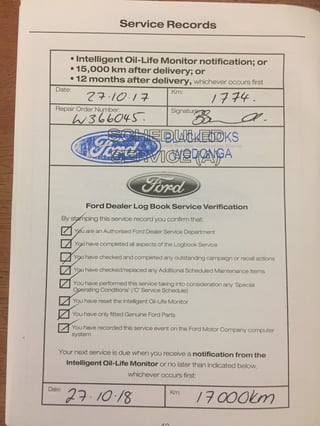 Service Records
• Intelligent Oil-Life Monitor notification; or
• 15,000 km after delivery; or
• 12 months after delivery, whichever occurs first
Date: Km:
27.10.17 1774.
Repair Order Number: Signature:
W366045.
SCHEDULED
SERVICE (A)
Ford
WODONGA
Ford
Ford Dealer Log Book Service Verification
By stamping this service record you confirm that:
You are an Authorised Ford Dealer Service Department
You have completed all aspects of the Logbook Service
You have checked and completed any outstanding campaign or recall actions
You have checked/replaced any Additional Scheduled Maintenance Items
You have performed this service taking into consideration any 'Special
Operating Conditions' ('C' Service Schedule)
You have reset the Intelligent Oil-Life Monitor
You have only fitted Genuine Ford Parts
You have recorded this service event on the Ford Motor Company computer
system
Your next service is due when you receive a notification from the
Intelligent Oil-Life Monitor or no later than indicated below,
whichever occurs first:
Date: Km:
27.10.18 17000km